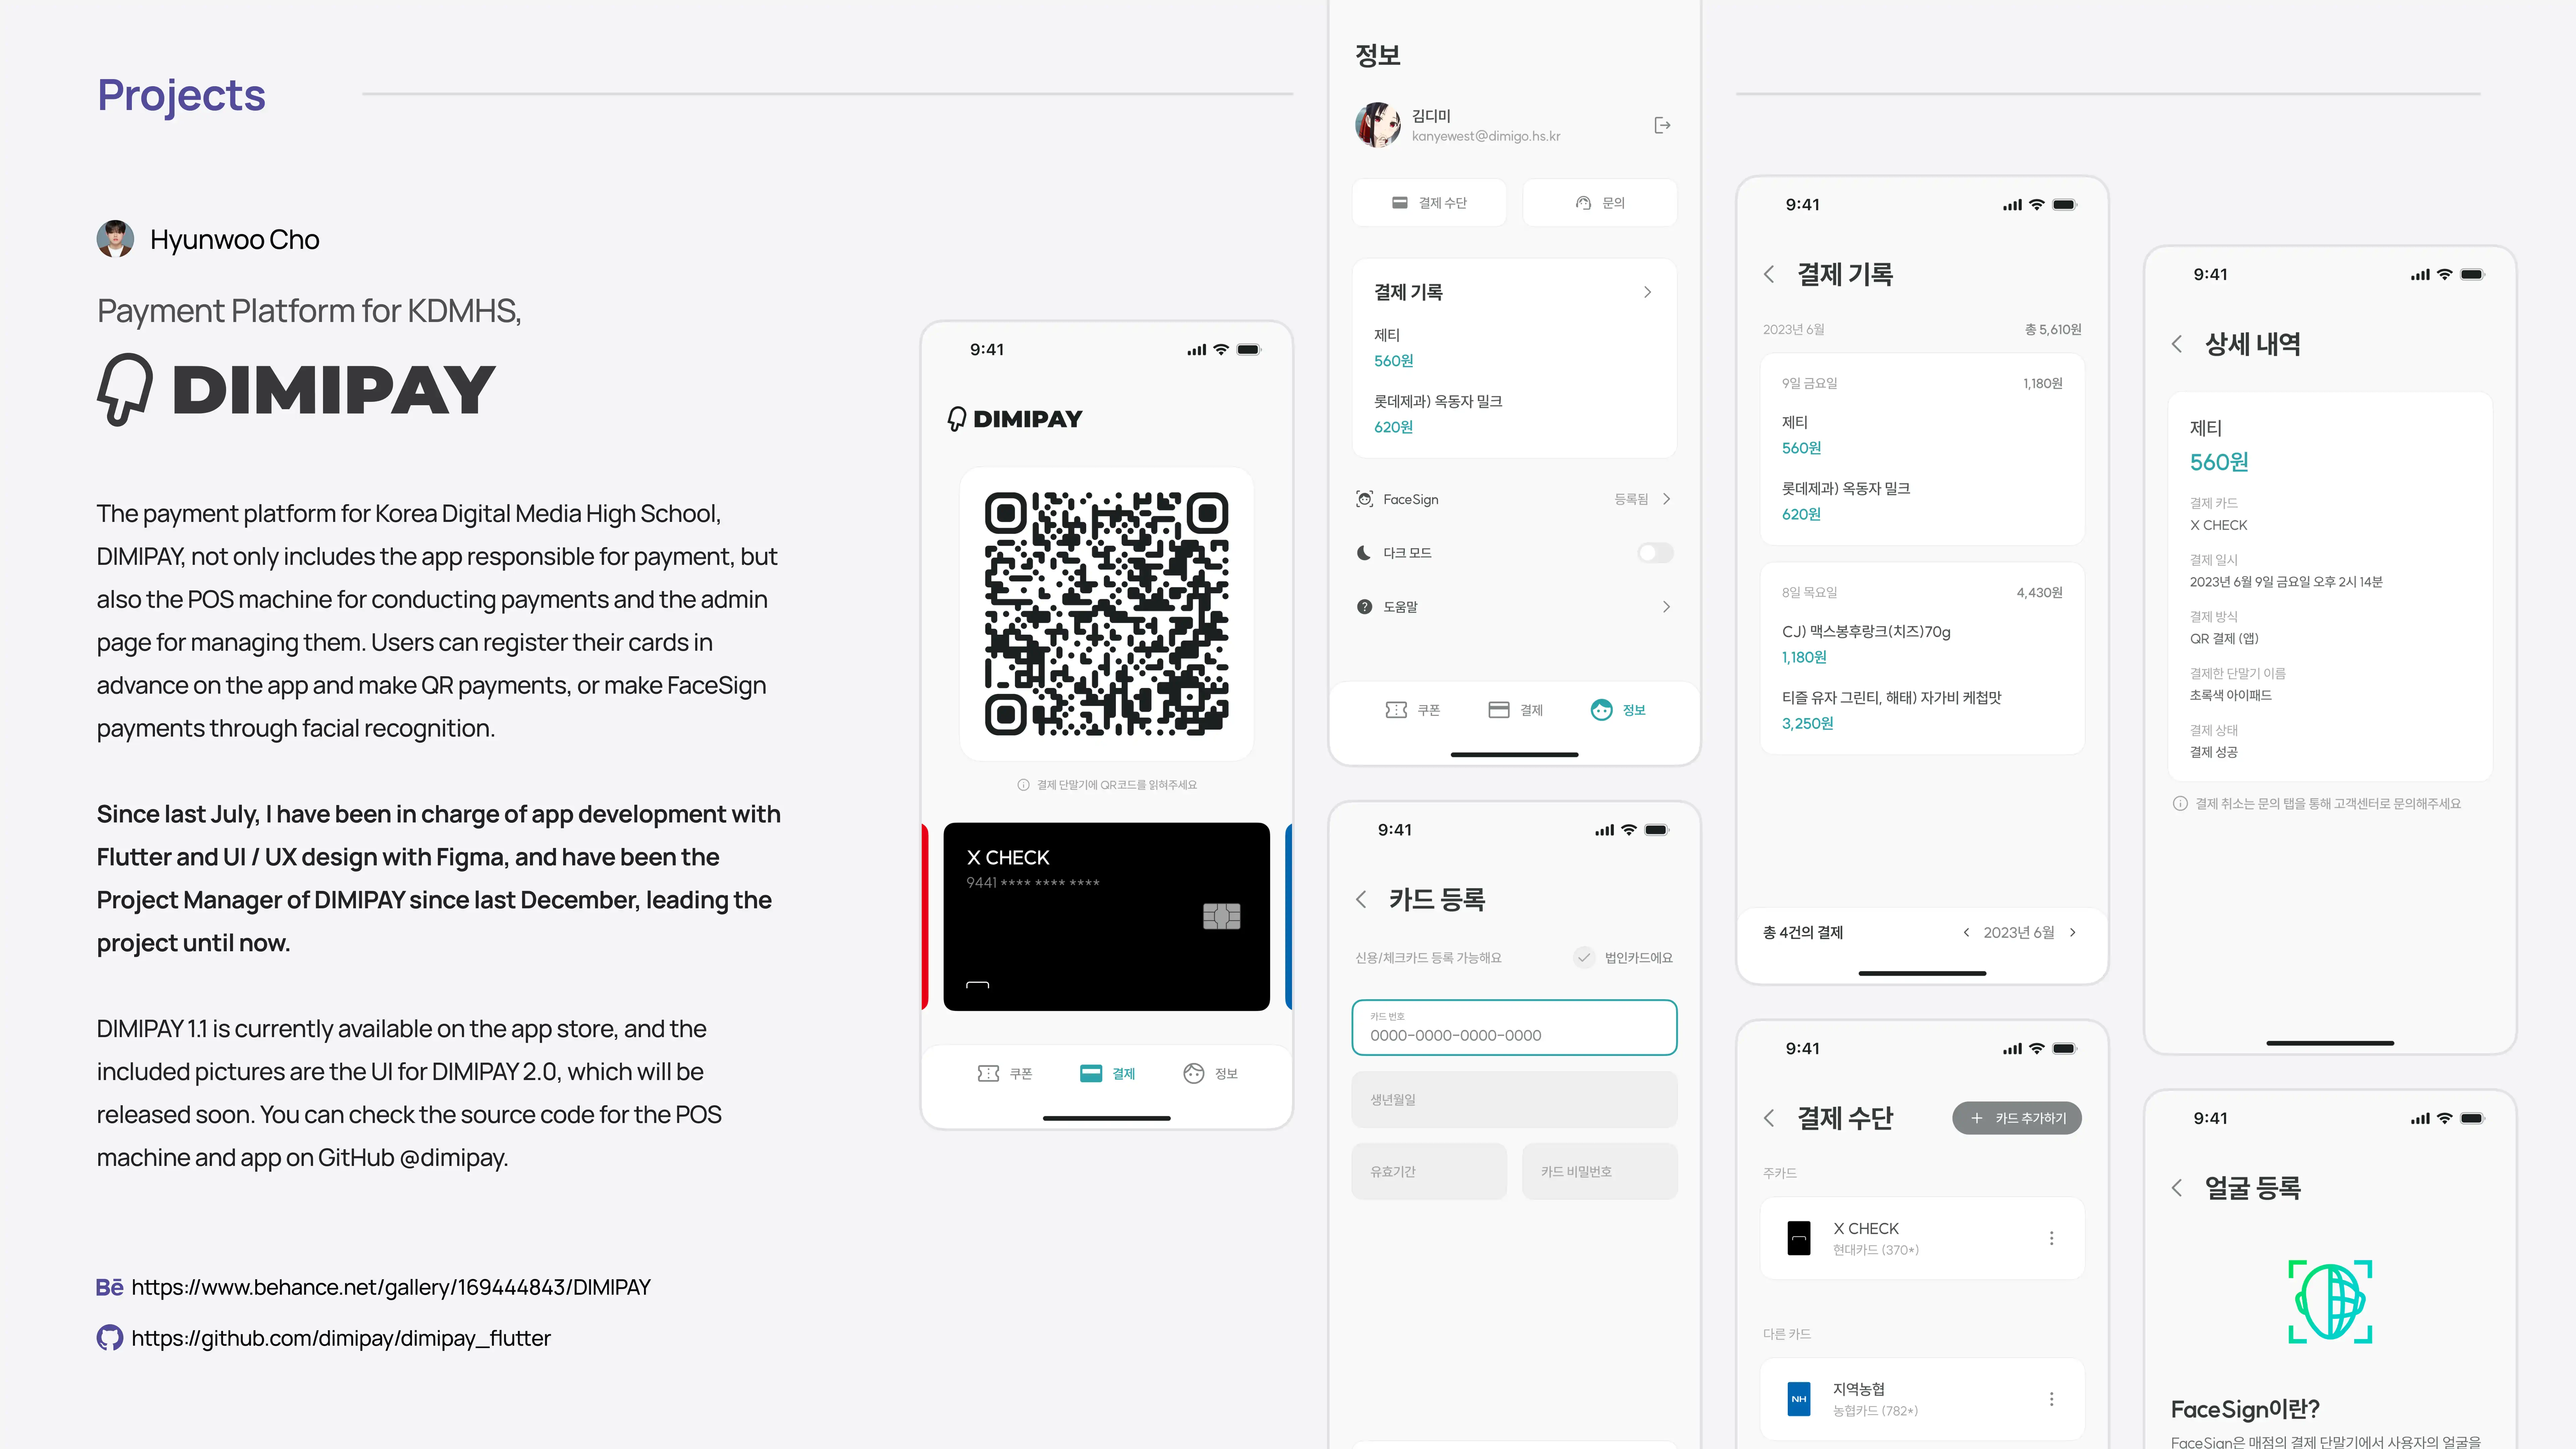 Projects
Hyunwoo Cho
Payment Platform for KDMHS,
DIMIPAY
The payment platform for Korea Digital Media High School,
DIMIPAY, not only includes the app responsible for payment, but
also the POS machine for conducting payments and the admin
page for managing them. Users can register their cards in
advance on the app and make QR payments, or make FaceSign
payments through facial recognition.
Since last July, I have been in charge of app development with
Flutter and UI / UX design with Figma, and have been the
Project Manager of DIMIPAY since last December, leading the
project until now.
DIMIPAY 1.1 is currently available on the app store, and the
included pictures are the UI for DIMIPAY 2.0, which will be
released soon. You can check the source code for the POS
machine and app on GitHub @dimipay.
Bē https://www.behance.net/gallery/169444843/DIMIPAY
https://github.com/dimipay/dimipay_flutter
9:41
DIMIPAY
결제 단말기에 QR코드를 읽혀주세요
X CHECK
9441 **** **** ****
쿠폰 결제 정보
정보
김디미
kanyewest@dimigo.hs.kr
결제 수단 문의
결제 기록
제티
560원
롯데제과) 옥동자 밀크
620원
FaceSign 등록됨
다크 모드
도움말
쿠폰 결제 정보
9:41
카드 등록
신용/체크카드 등록 가능해요 법인카드에요
카드 번호
0000-0000-0000-0000
생년월일
유효기간 카드 비밀번호
9:41
결제 기록
2023년 6월 총 5,610원
9일 금요일 1,180원
제티
560원
롯데제과) 옥동자 밀크
620원
8일 목요일 4,430원
CJ) 맥스봉후랑크(치즈)70g
1,180원
티즐 유자 그린티, 해태) 자가비 케첩맛
3,250원
총 4건의 결제 2023년 6월
9:41
결제 수단 카드 추가하기
주카드
X CHECK
현대카드 (370*)
다른 카드
NH 지역농협
농협카드 (782*)
9:41
상세 내역
제티
560원
결제 카드
X CHECK
결제 일시
2023년 6월 9일 금요일 오후 2시 14분
결제 방식
QR 결제 (앱)
결제한 단말기 이름
초록색 아이패드
결제 상태
결제 성공
결제 취소는 문의 탭을 통해 고객센터로 문의해주세요
9:41
얼굴 등록
FaceSign이란?
FaceSign은 매점의 결제 단말기에서 사용자의 얼굴을